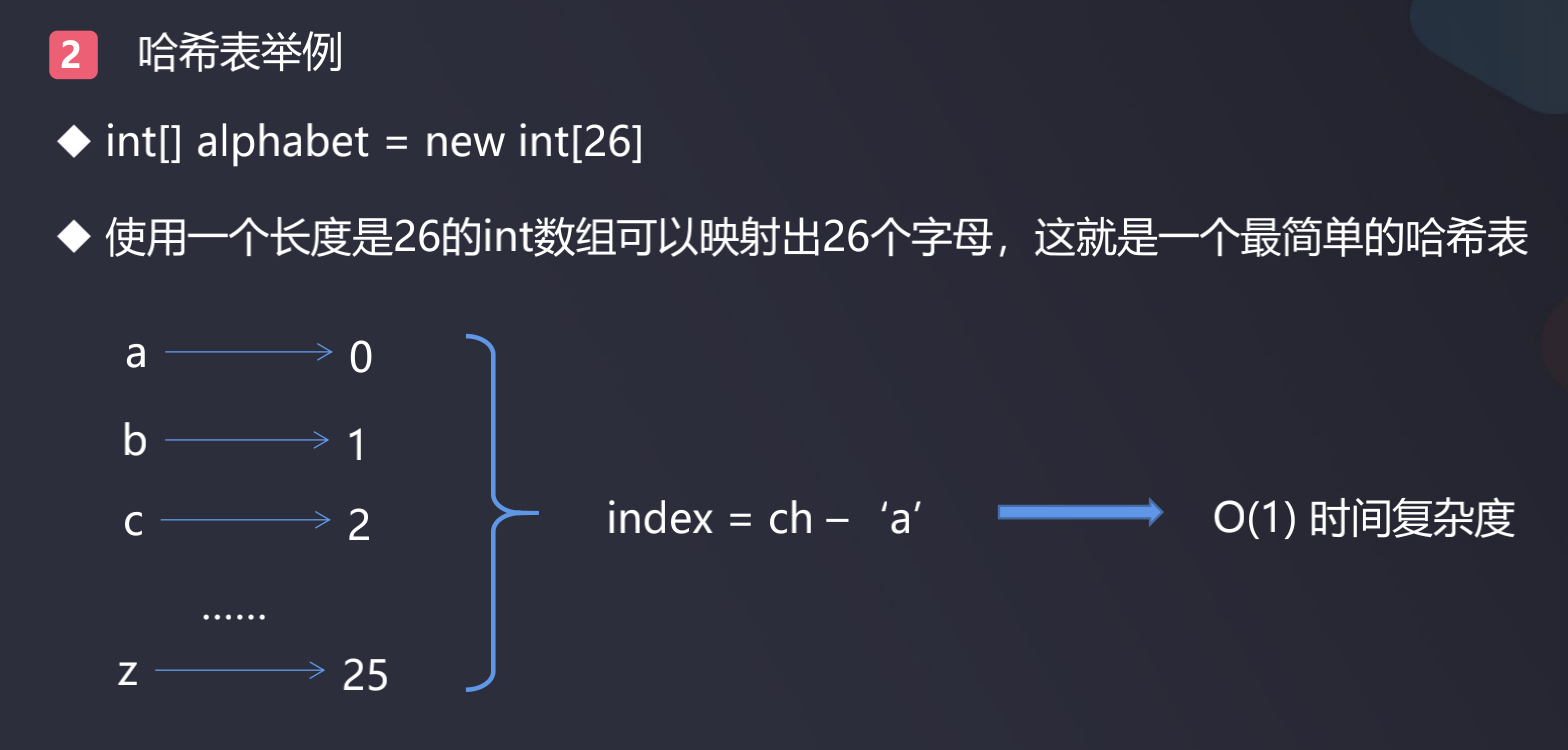 2 哈希表举例
◆ int[] alphabet = new int[26]
◆ 使用一个长度是26的int数组可以映射出26个字母，这就是一个最简单的哈希表
a 0
b 1
c 2
index = ch – ‘a’
O(1) 时间复杂度
……
z 25